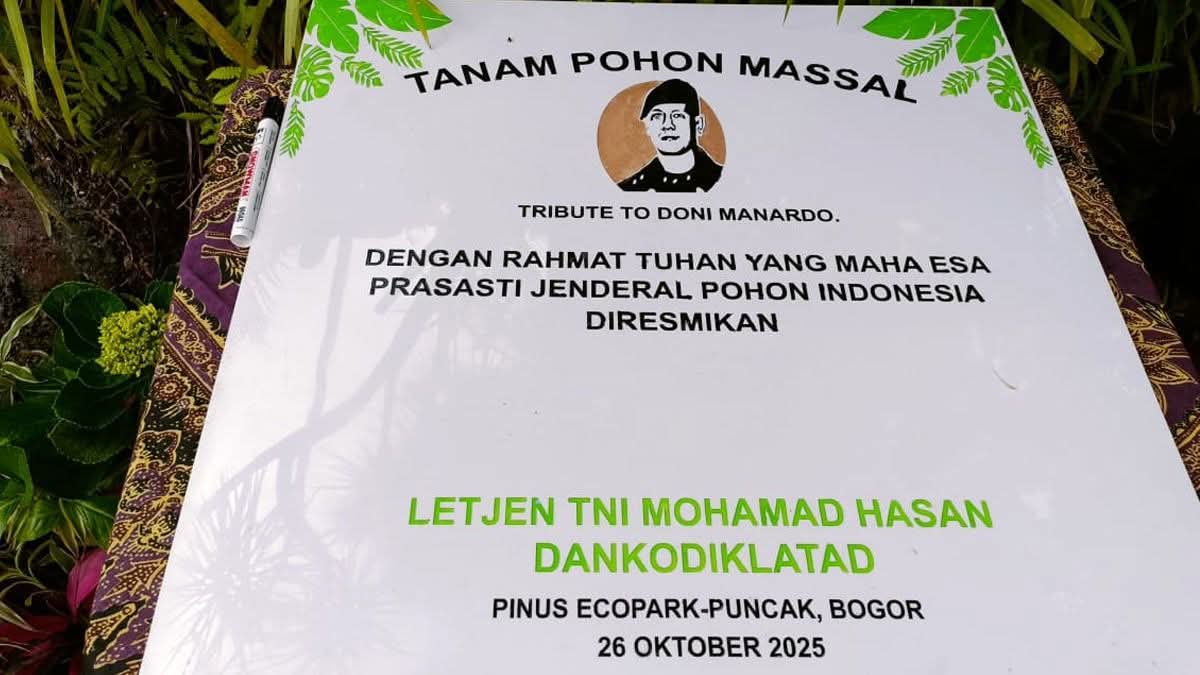 TANAM POHON MASSAL
TRIBUTE TO DONI MANARDO.
DENGAN RAHMAT TUHAN YANG MAHA ESA
PRASASTI JENDERAL POHON INDONESIA
DIRESMIKAN
LETJEN TNI MOHAMAD HASAN
DANKODIKLATAD
PINUS ECOPARK-PUNCAK, BOGOR
26 OKTOBER 2025
SNOWMAN